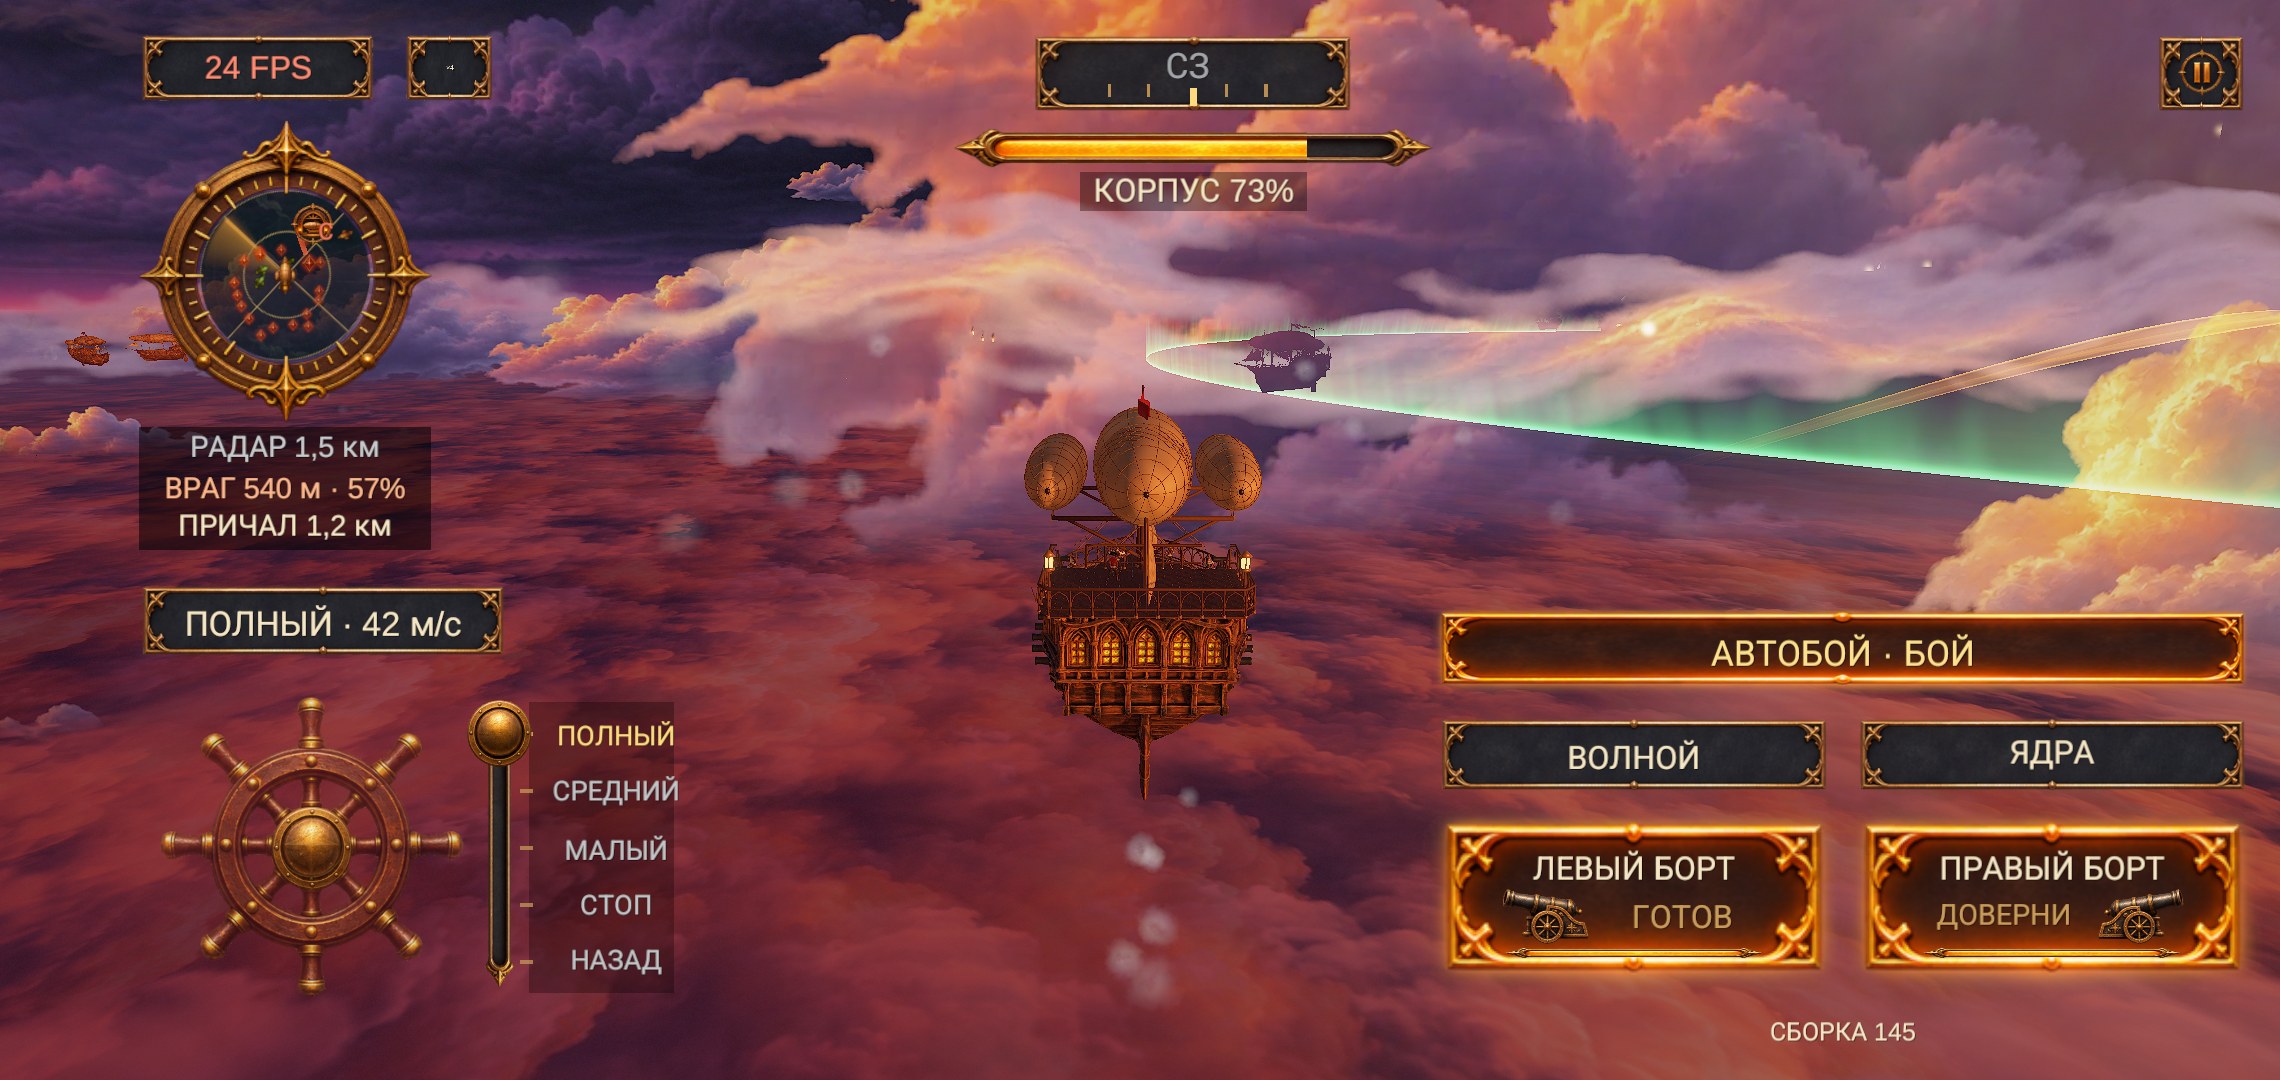 24 FPS
×4
СЗ
КОРПУС 73%
РАДАР 1,5 км
ВРАГ 540 м · 57%
ПРИЧАЛ 1,2 км
ПОЛНЫЙ · 42 м/с
ПОЛНЫЙ
СРЕДНИЙ
МАЛЫЙ
СТОП
НАЗАД
АВТОБОЙ · БОЙ
ВОЛНОЙ
ЯДРА
ЛЕВЫЙ БОРТ
ГОТОВ
ПРАВЫЙ БОРТ
ДОВЕРНИ
СБОРКА 145